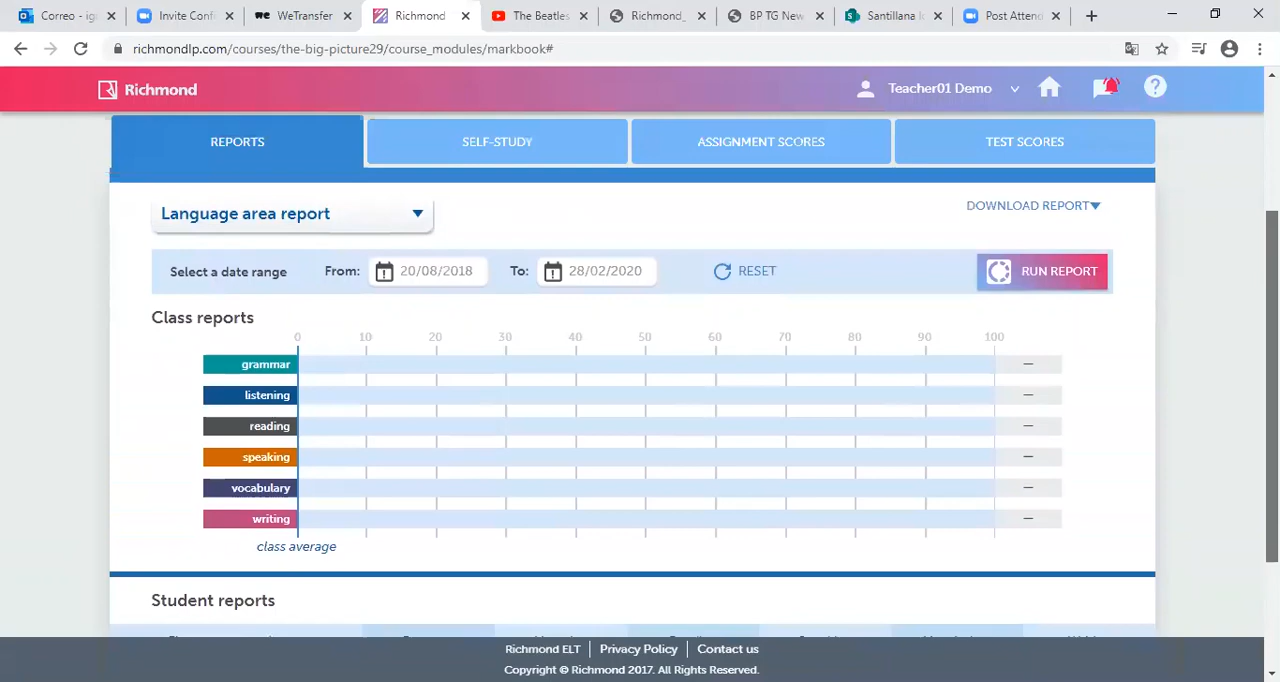 Correo - ig
Invite Conf
WeTransfer
Richmond
The Beatles
Richmond_
BP TG New
Santillana
Post Attend
richmondlp.com/courses/the-big-picture29/course_modules/markbook#
Richmond
Teacher01 Demo
REPORTS
SELF-STUDY
ASSIGNMENT SCORES
TEST SCORES
Language area report
DOWNLOAD REPORT
Select a date range From: 20/08/2018 To: 28/02/2020 RESET RUN REPORT
Class reports
0 10 20 30 40 50 60 70 80 90 100
grammar —
listening —
reading —
speaking —
vocabulary —
writing —
class average
Student reports
Richmond ELT Privacy Policy Contact us
Copyright © Richmond 2017. All Rights Reserved.